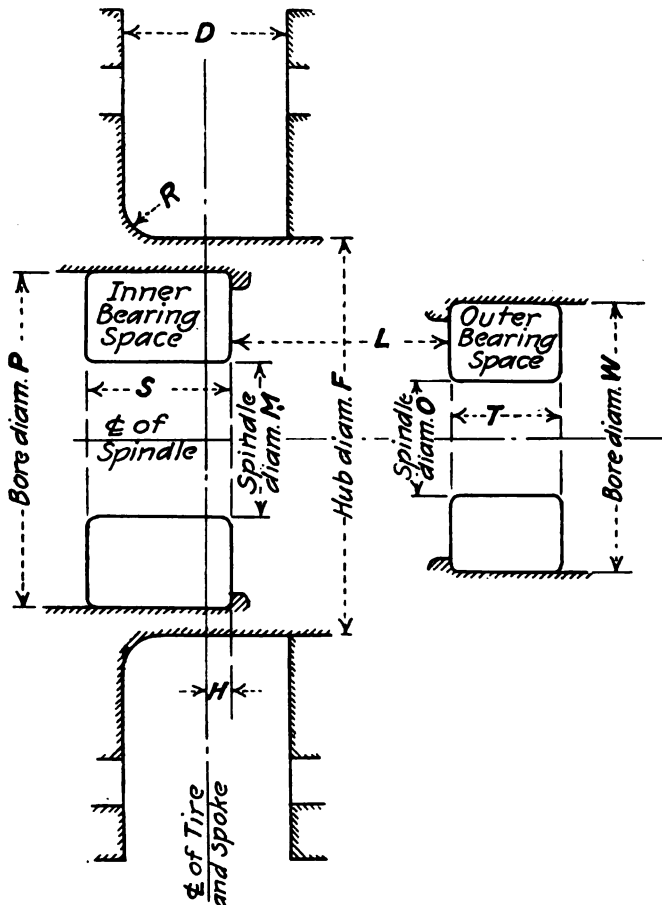 D
R
Inner
Bearing
Space
Outer
Bearing
Space
L
S
T
Bore diam. P
℄ of
Spindle
Spindle
diam. M
Hub diam. F
Spindle
diam. O
Bore diam. W
H
℄ of Tire
and Spoke